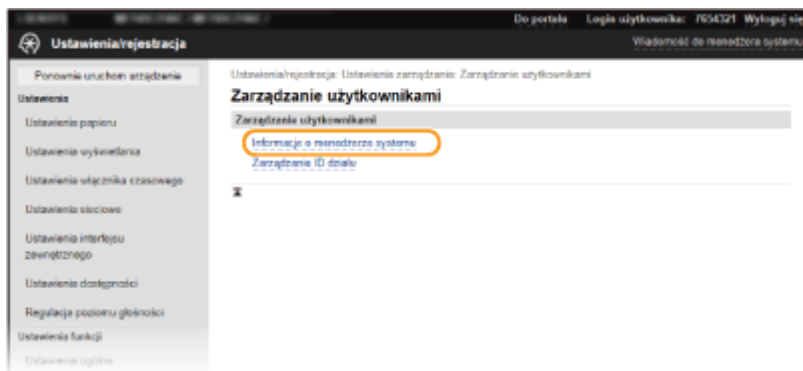 Do portalu Login użytkownika: 7654321 Wyloguj się
Ustawienia/rejestracja
Wiadomość do menedżera systemu
Ponownie uruchom urządzenie
Ustawienia/rejestracja: Ustawienia zarządzania: Zarządzanie użytkownikami
Zarządzanie użytkownikami
Ustawienia
Zarządzanie użytkownikami
Ustawienia papieru
Informacje o menedżerze systemu
Zarządzanie ID działu
Ustawienia wyświetlania
Ustawienia włącznika czasowego
Ustawienia sieciowe
Ustawienia interfejsu
zewnętrznego
Ustawienia dostępności
Regulacja poziomu głośności
Ustawienia funkcji
Ustawienia ogólne